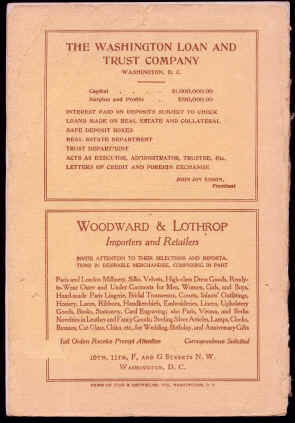 THE WASHINGTON LOAN AND
TRUST COMPANY
WASHINGTON, D. C.
Capital . . . . $1,000,000.00
Surplus and Profits .
INTEREST PAID ON DEPOSITS SUBJECT TO CHECK
LOANS MADE ON REAL ESTATE AND COLLATERAL
SAFE DEPOSIT BOXES
REAL ESTATE DEPARTMENT
TRUST DEPARTMENT
ACTS AS EXECUTOR, ADMINISTRATOR, TRUSTEE, Etc.
LETTERS OF CREDIT AND FOREIGN EXCHANGE
JOHN JOY EDSON,
President
WOODWARD & LOTHROP
Importers and Retailers
INVITE ATTENTION TO THEIR SELECTIONS AND IMPORTA-
TIONS IN DESIRABLE MERCHANDISE, COMPRISING IN PART
Paris and London Millinery, Silks, Velvets, High-class Dress Goods, Ready-
to-Wear Outer and Under Garments for Men, Women, Girls, and Boys,
Hand-made Paris Lingerie, Bridal Trousseaux, Corsets, Infants' Outfittings,
Hosiery, Laces, Ribbons, Handkerchiefs, Embroideries, Linens, Upholstery
Goods, Books, Stationery, Card Engraving; also Paris, Vienna, and Berlin
Novelties in Leather and Fancy Goods; Sterling Silver Articles, Lamps, Clocks,
Bronzes, Cut Glass, China, etc., for Wedding, Birthday, and Anniversary Gifts
Mail Orders Receive Prompt Attention Correspondence Solicited
10TH, 11TH, F, AND G STREETS N. W.
WASHINGTON, D. C.
WASHINGTON, D. C.